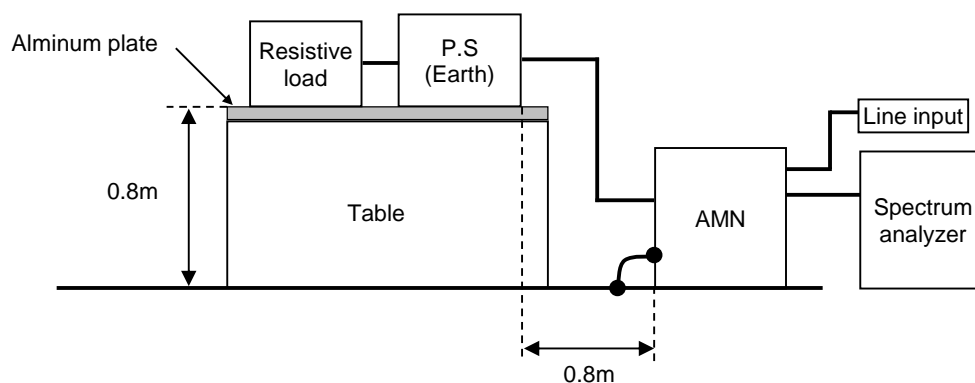 Alminum plate
Resistive
load
P.S
(Earth)
Line input
0.8m
Table
AMN
Spectrum
analyzer
0.8m